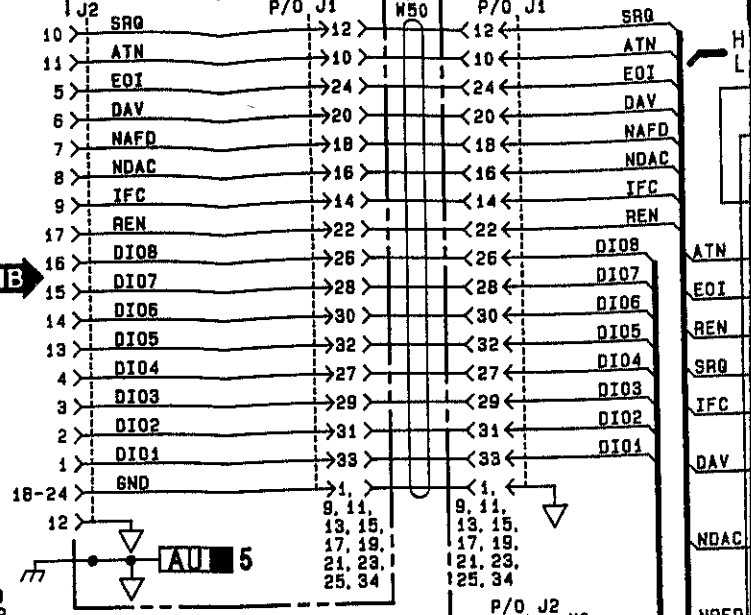 J2 P/O J1 W50 P/O J1
10 SRQ 12 12 SRQ
11 ATN 10 10 ATN H
5 EOI 24 24 EOI L
6 DAV 20 20 DAV
7 NAFD 18 18 NAFD
8 NDAC 16 16 NDAC
9 IFC 14 14 IFC
17 REN 22 22 REN
16 DIO8 26 26 DIO8 ATN
B 15 DIO7 28 28 DIO7 EOI
14 DIO6 30 30 DIO6
13 DIO5 32 32 DIO5 REN
4 DIO4 27 27 DIO4 SRQ
3 DIO3 29 29 DIO3 IFC
2 DIO2 31 31 DIO2
1 DIO1 33 33 DIO1 DAV
18-24 GND 1, 1,
12 9, 11, 9, 11,
13, 15, 13, 15,
17, 19, 17, 19, NDAC
AU 5 21, 23, 21, 23,
25, 34 25, 34
P/O J2